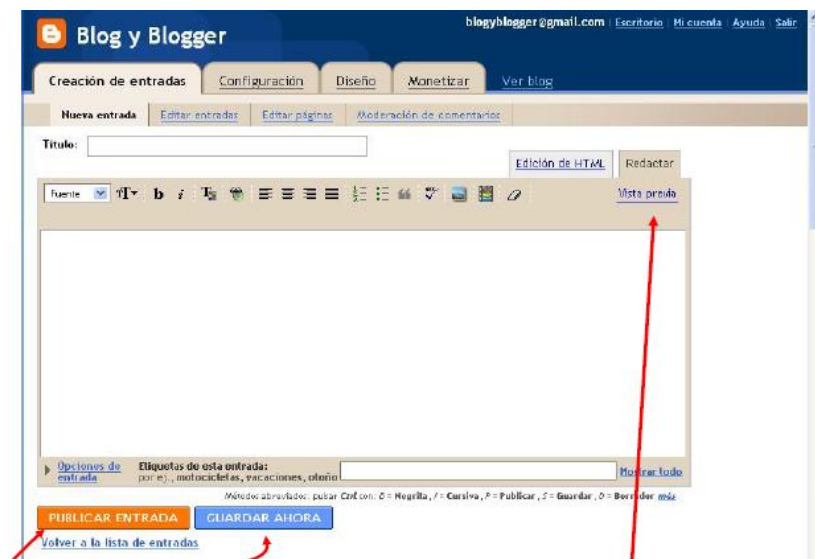 blogyblogger@gmail.com | Escritorio | Mi cuenta | Ayuda | Salir
Blog y Blogger
Creación de entradas Configuración Diseño Monetizar Ver blog
Nueva entrada Editar entradas Editar páginas Moderación de comentarios
Título:
Edición de HTML Redactar
Fuente b i Vista previa
Opciones de entrada
Etiquetas de esta entrada:
por ej., motocicletas, vacaciones, otoño
Mostrar todo
Métodos abreviados: pulsar Ctrl con: B = Negrita, I = Cursiva, P = Publicar, S = Guardar, D = Borrador más
PUBLICAR ENTRADA GUARDAR AHORA
Volver a la lista de entradas